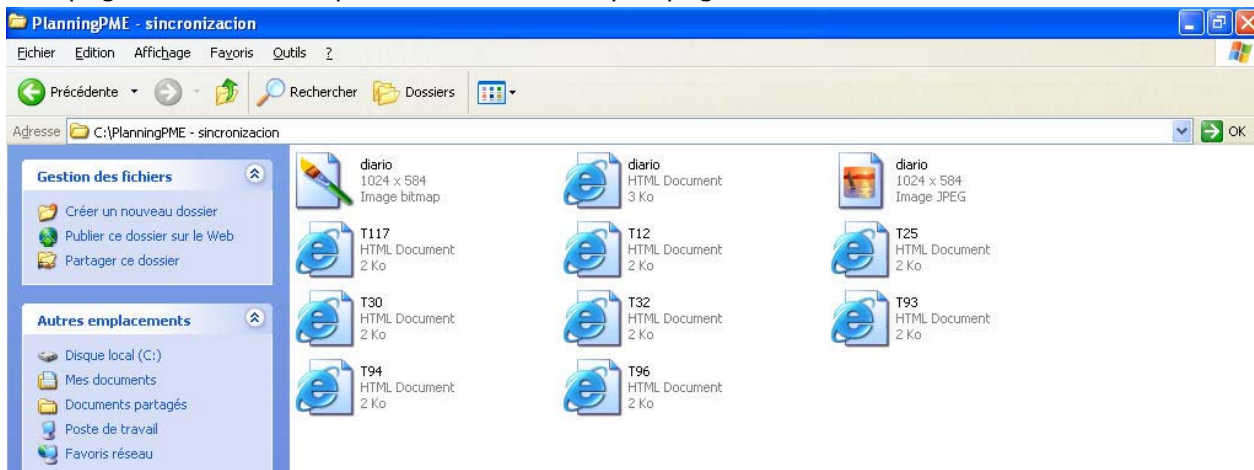 PlanningPME - sincronizacion
Fichier Edition Affichage Favoris Outils ?
Précédente Rechercher Dossiers
Adresse C:\PlanningPME - sincronizacion OK
Gestion des fichiers
Créer un nouveau dossier
Publier ce dossier sur le Web
Partager ce dossier
Autres emplacements
Disque local (C:)
Mes documents
Documents partagés
Poste de travail
Favoris réseau
diario
1024 x 584
Image bitmap
diario
HTML Document
3 Ko
diario
1024 x 584
Image JPEG
T117
HTML Document
2 Ko
T12
HTML Document
2 Ko
T25
HTML Document
2 Ko
T30
HTML Document
2 Ko
T32
HTML Document
2 Ko
T93
HTML Document
2 Ko
T94
HTML Document
2 Ko
T96
HTML Document
2 Ko